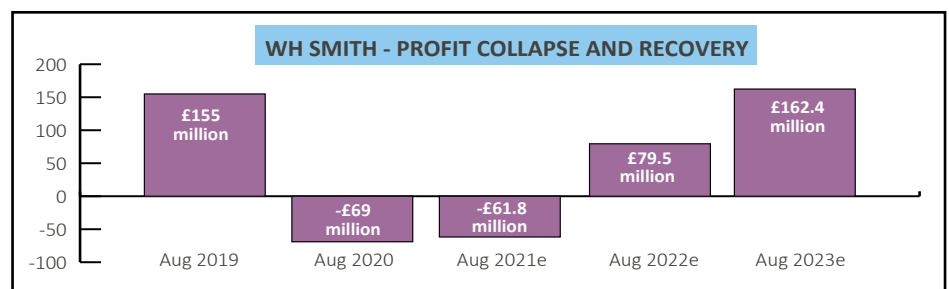 WH SMITH - PROFIT COLLAPSE AND RECOVERY
200
150
100
50
0
-50
-100
£155
million
-£69
million
-£61.8
million
£79.5
million
£162.4
million
Aug 2019
Aug 2020
Aug 2021e
Aug 2022e
Aug 2023e